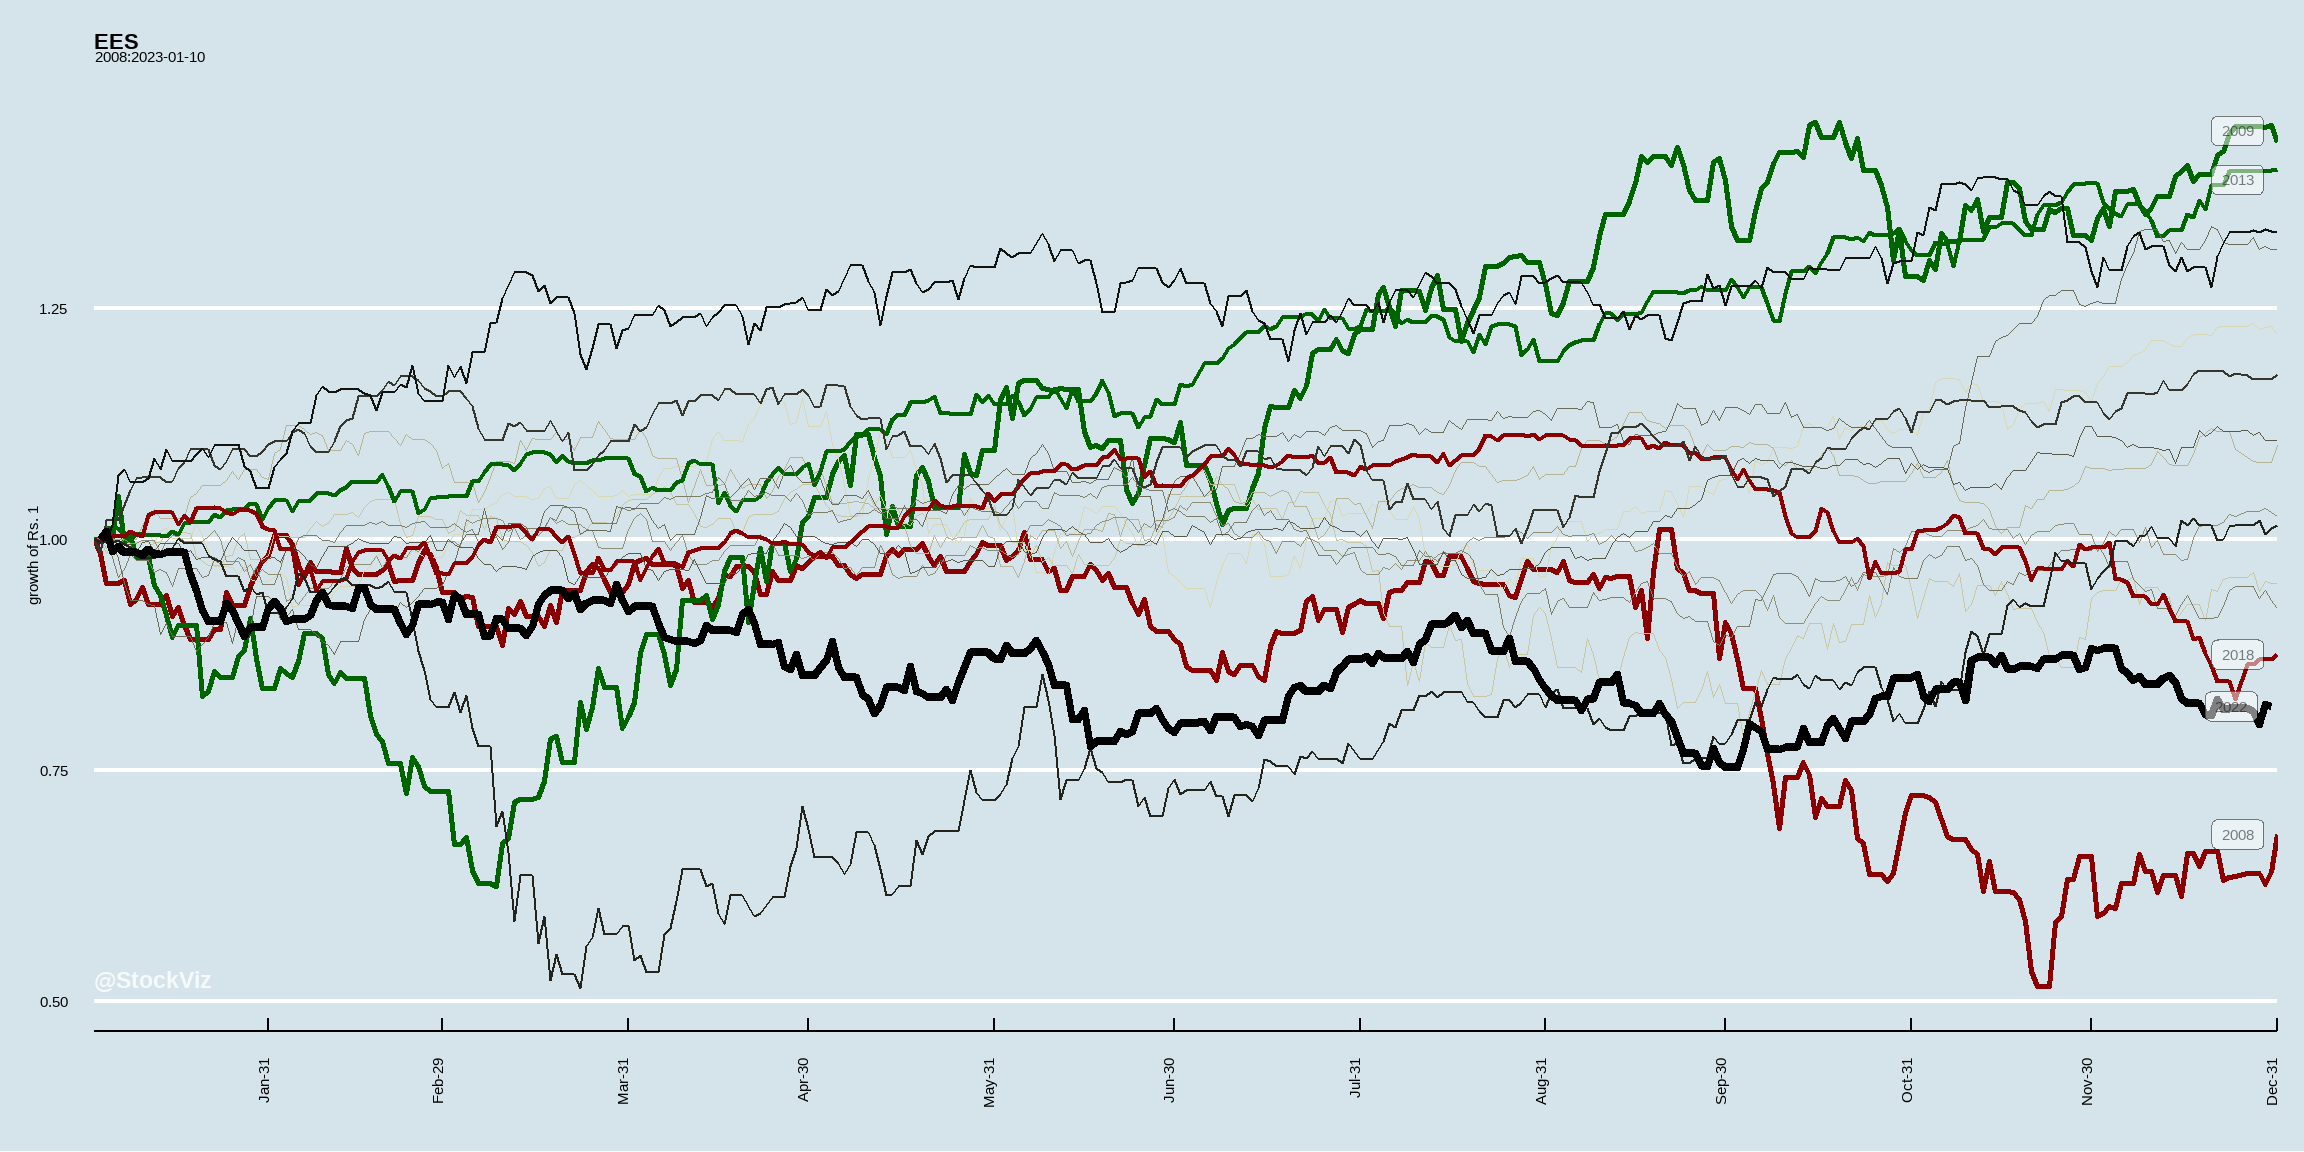 EES
2008:2023-01-10
2009
2013
1.25
growth of Rs. 1
1.00
2018
2022
0.75
2008
@StockViz
0.50
Jan-31
Feb-29
Mar-31
Apr-30
May-31
Jun-30
Jul-31
Aug-31
Sep-30
Oct-31
Nov-30
Dec-31